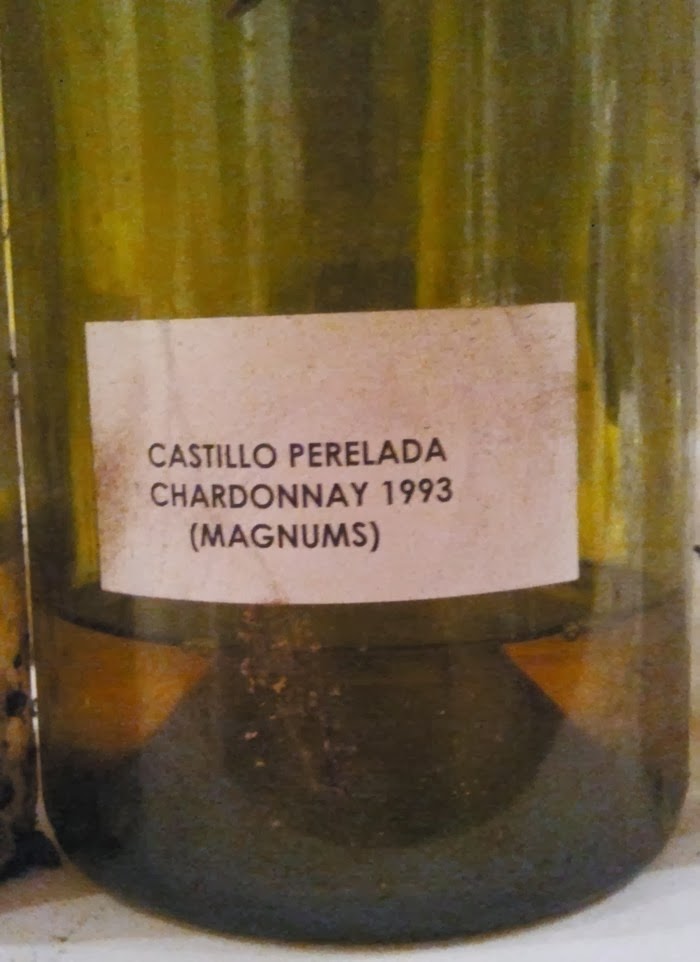 CASTILLO PERELADA
CHARDONNAY 1993
(MAGNUMS)